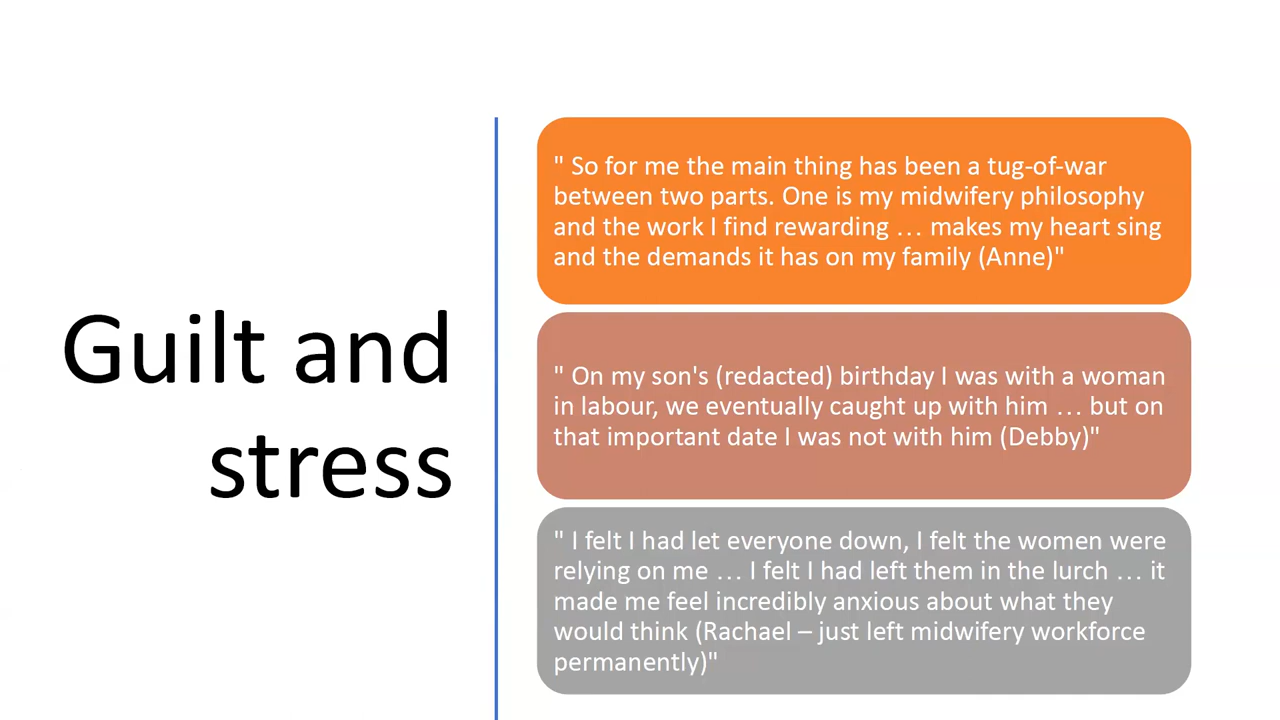 Guilt and
stress
" So for me the main thing has been a tug-of-war
between two parts. One is my midwifery philosophy
and the work I find rewarding … makes my heart sing
and the demands it has on my family (Anne)"
" On my son's (redacted) birthday I was with a woman
in labour, we eventually caught up with him … but on
that important date I was not with him (Debby)"
" I felt I had let everyone down, I felt the women were
relying on me … I felt I had left them in the lurch … it
made me feel incredibly anxious about what they
would think (Rachael – just left midwifery workforce
permanently)"